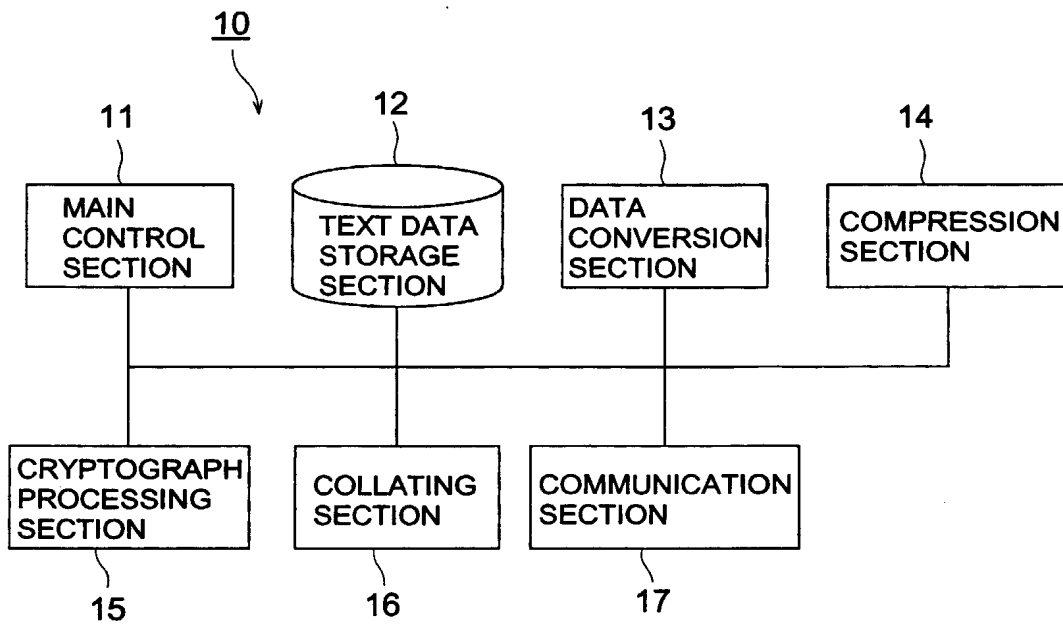 10
11
12
13
14
MAIN
CONTROL
SECTION
TEXT DATA
STORAGE
SECTION
DATA
CONVERSION
SECTION
COMPRESSION
SECTION
CRYPTOGRAPH
PROCESSING
SECTION
COLLATING
SECTION
COMMUNICATION
SECTION
15
16
17